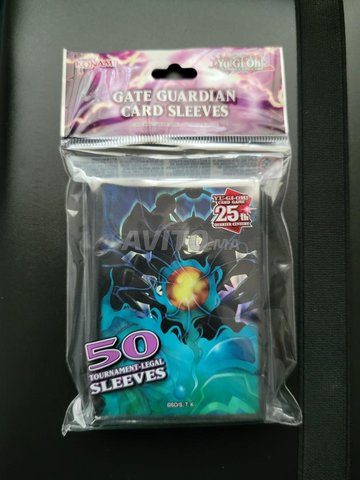 KONAMI
Yu-Gi-Oh!
GATE GUARDIAN
CARD SLEEVES
AVITO.MA
YU-GI-OH!
CARD GAME
25th
QUARTER CENTURY
50
TOURNAMENT-LEGAL
SLEEVES